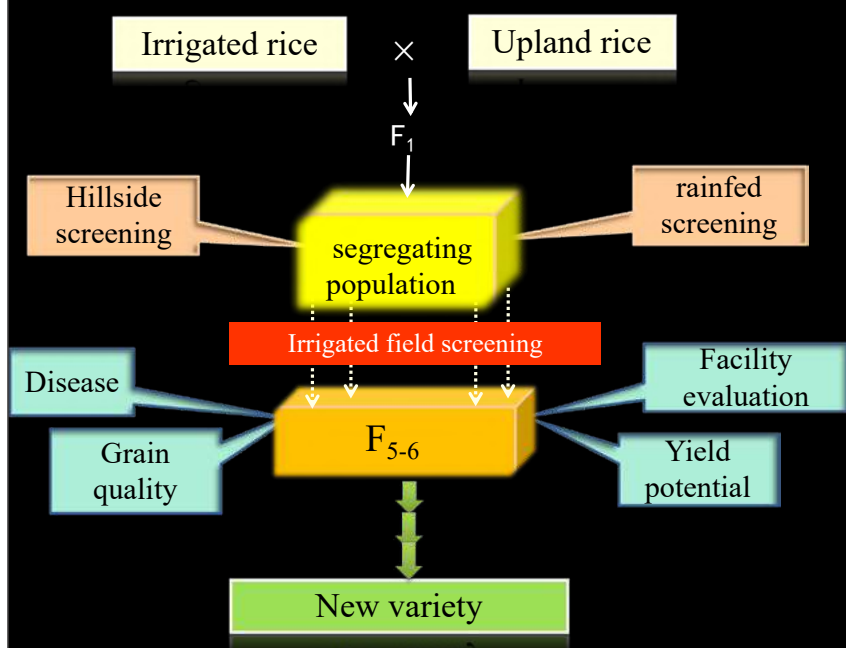 Irrigated rice
×
Upland rice
F₁
Hillside
screening
rainfed
screening
segregating
population
Irrigated field screening
Disease
Facility
evaluation
F₅₋₆
Grain
quality
Yield
potential
New variety